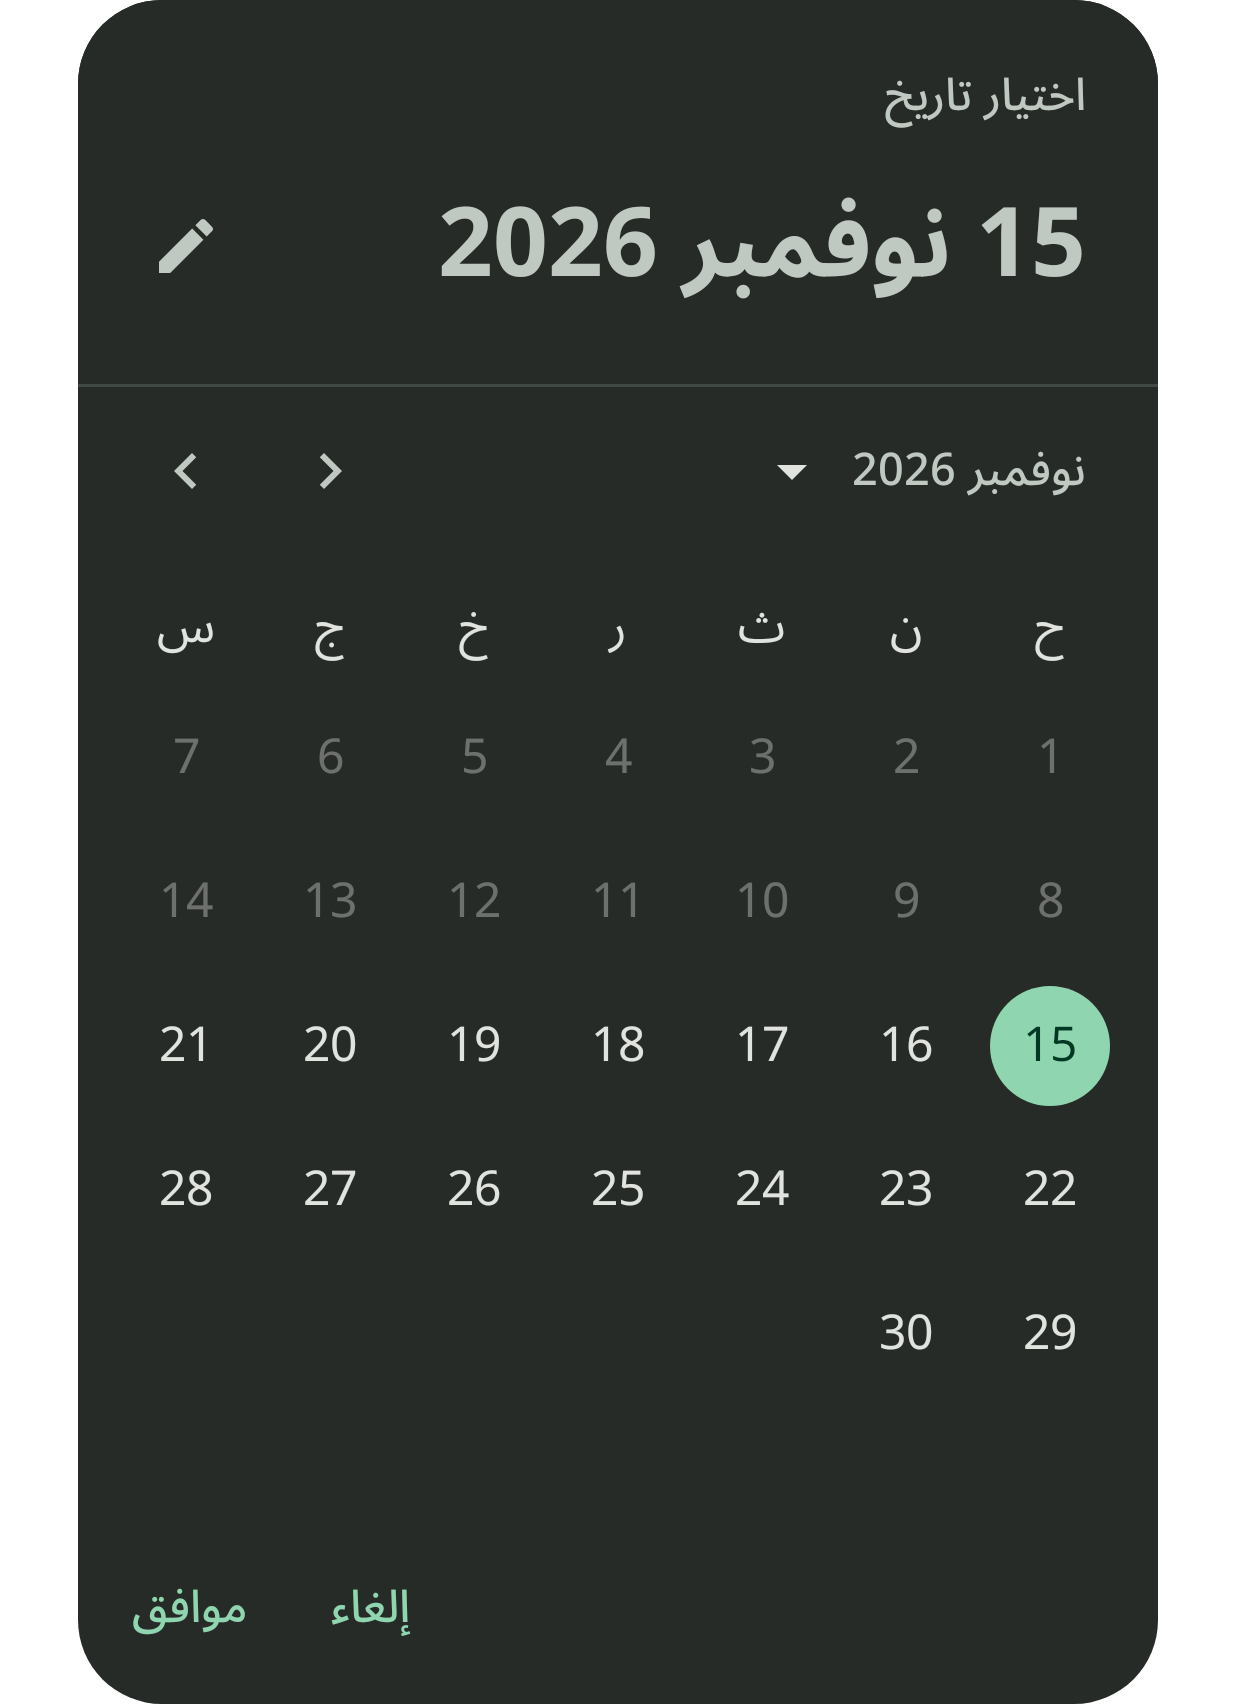 اختيار تاريخ
15 نوفمبر 2026
نوفمبر 2026
ح ن ث ر خ ج س
1 2 3 4 5 6 7
8 9 10 11 12 13 14
15 16 17 18 19 20 21
22 23 24 25 26 27 28
29 30
إلغاء موافق